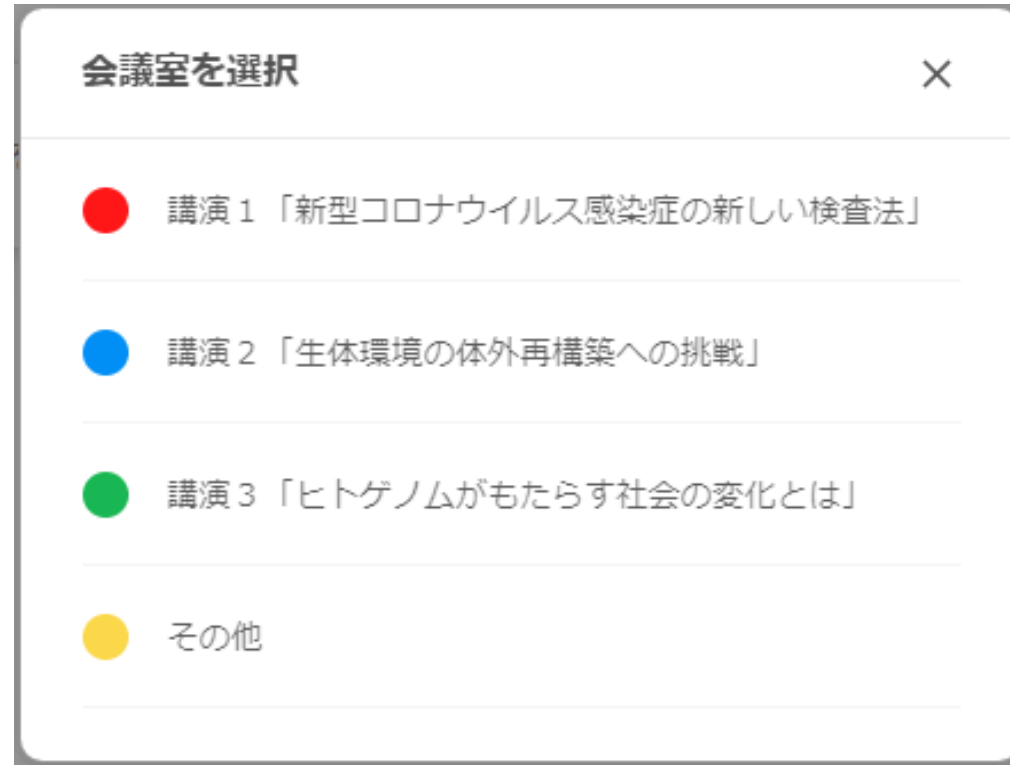 会議室を選択
講演１「新型コロナウイルス感染症の新しい検査法」
講演２「生体環境の体外再構築への挑戦」
講演３「ヒトゲノムがもたらす社会の変化とは」
その他